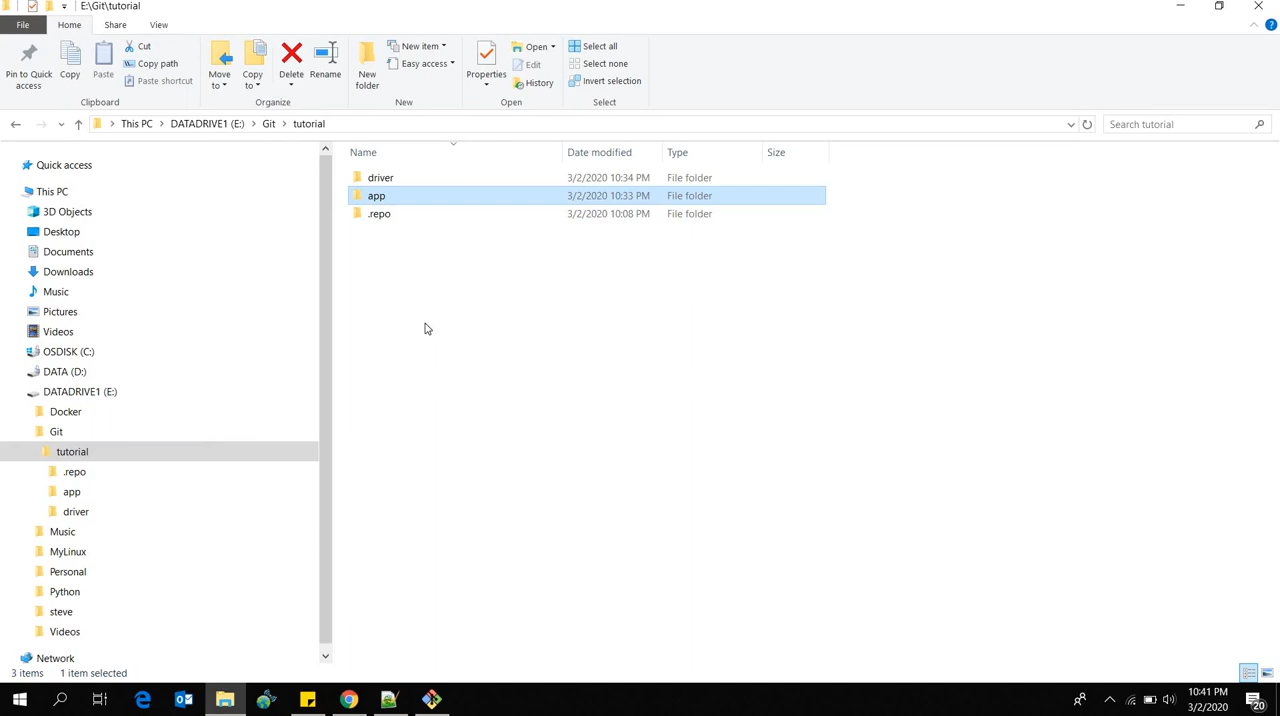 E:\Git\tutorial
File
Home
Share
View
Pin to Quick access
Copy
Paste
Cut
Copy path
Paste shortcut
Clipboard
Move to
Copy to
Delete
Rename
Organize
New folder
New item
Easy access
New
Properties
Open
Edit
History
Open
Select all
Select none
Invert selection
Select
This PC
DATADRIVE1 (E:)
Git
tutorial
Search tutorial
Name
Date modified
Type
Size
driver 3/2/2020 10:34 PM File folder
app 3/2/2020 10:33 PM File folder
.repo 3/2/2020 10:08 PM File folder
Quick access
This PC
3D Objects
Desktop
Documents
Downloads
Music
Pictures
Videos
OSDISK (C:)
DATA (D:)
DATADRIVE1 (E:)
Docker
Git
tutorial
.repo
app
driver
Music
MyLinux
Personal
Python
steve
Videos
Network
3 items
1 item selected
10:41 PM
3/2/2020
20